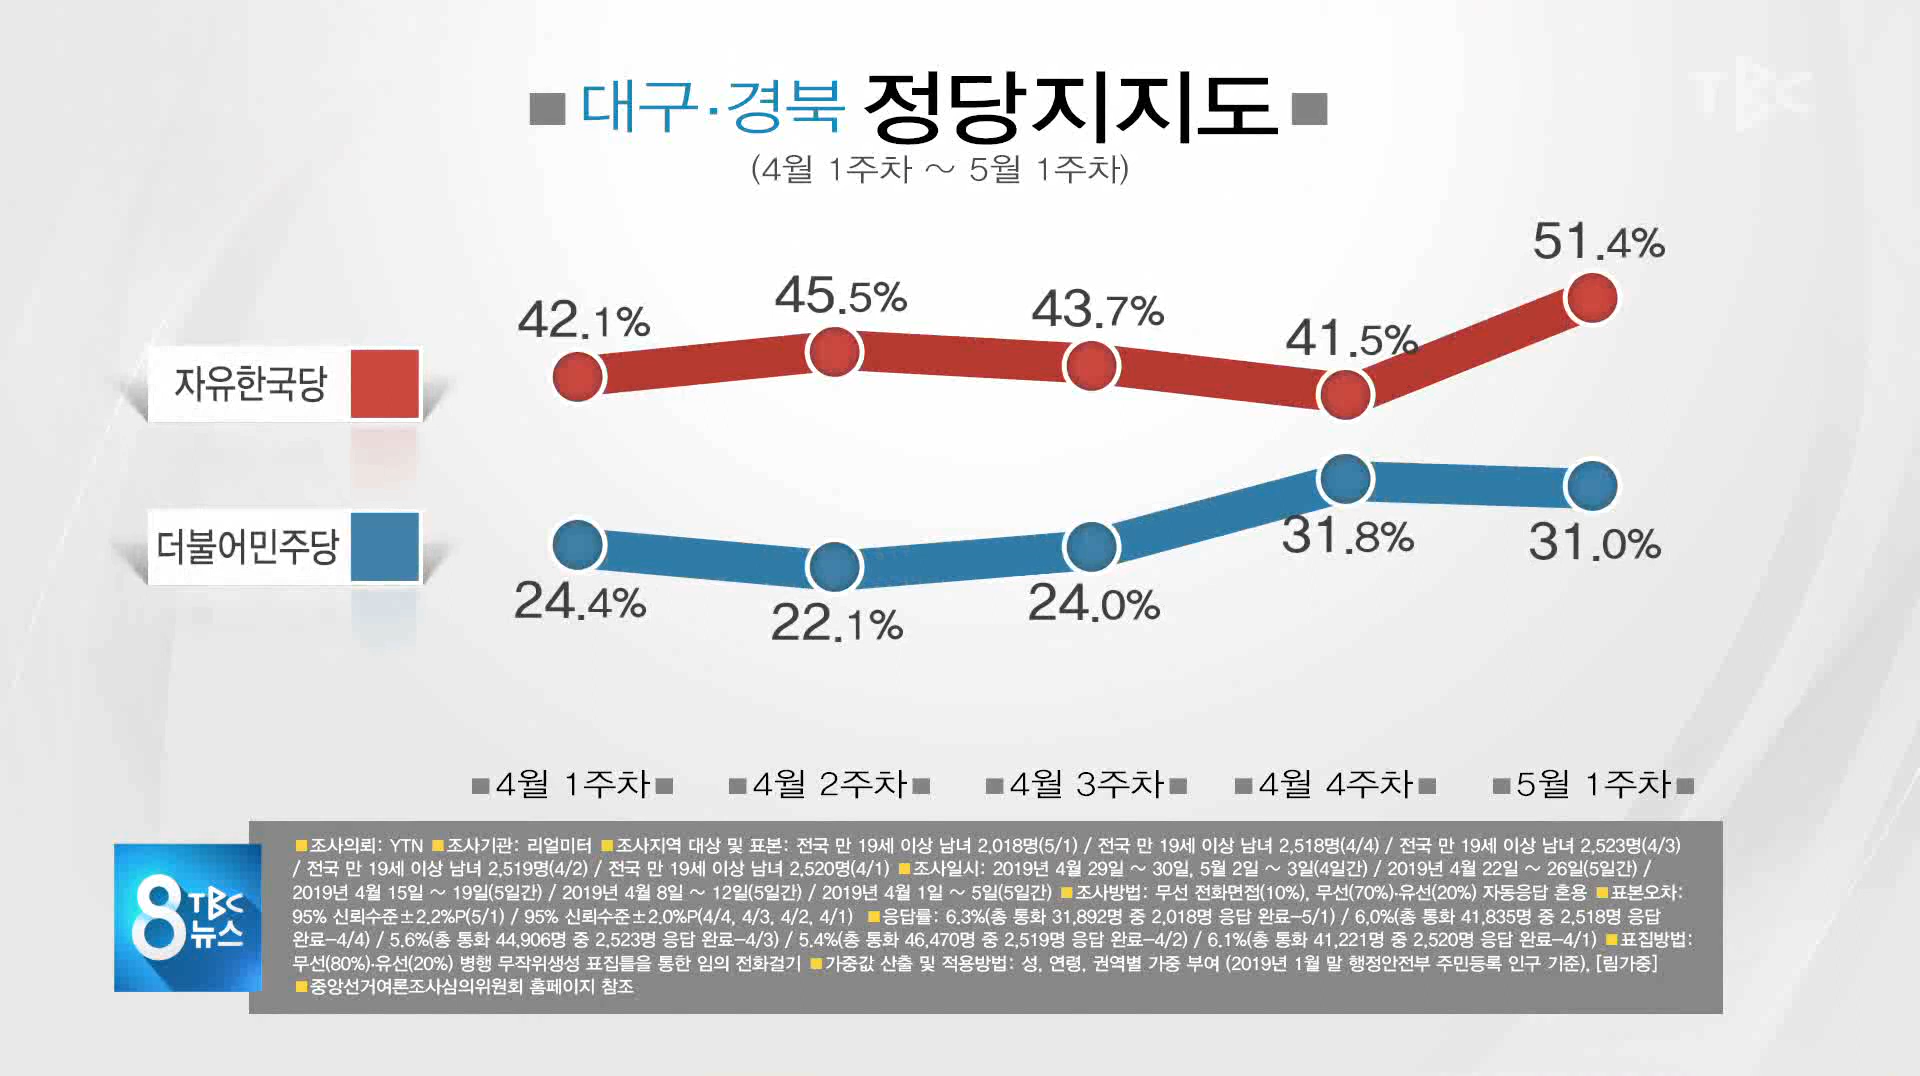 TBC
■ 대구·경북 정당지지도 ■
(4월 1주차 ~ 5월 1주차)
자유한국당
42.1%
45.5%
43.7%
41.5%
51.4%
더불어민주당
24.4%
22.1%
24.0%
31.8%
31.0%
■4월 1주차■ ■4월 2주차■ ■4월 3주차■ ■4월 4주차■ ■5월 1주차■
■조사의뢰: YTN ■조사기관: 리얼미터 ■조사지역 대상 및 표본: 전국 만 19세 이상 남녀 2,018명(5/1) / 전국 만 19세 이상 남녀 2,518명(4/4) / 전국 만 19세 이상 남녀 2,523명(4/3)
/ 전국 만 19세 이상 남녀 2,519명(4/2) / 전국 만 19세 이상 남녀 2,520명(4/1) ■조사일시: 2019년 4월 29일 ~ 30일, 5월 2일 ~ 3일(4일간) / 2019년 4월 22일 ~ 26일(5일간) /
2019년 4월 15일 ~ 19일(5일간) / 2019년 4월 8일 ~ 12일(5일간) / 2019년 4월 1일 ~ 5일(5일간) ■조사방법: 무선 전화면접(10%), 무선(70%)·유선(20%) 자동응답 혼용 ■표본오차:
95% 신뢰수준±2.2%P(5/1) / 95% 신뢰수준±2.0%P(4/4, 4/3, 4/2, 4/1) ■응답률: 6.3%(총 통화 31,892명 중 2,018명 응답 완료-5/1) / 6,0%(총 통화 41,835명 중 2,518명 응답
완료-4/4) / 5.6%(총 통화 44,906명 중 2,523명 응답 완료-4/3) / 5.4%(총 통화 46,470명 중 2,519명 응답 완료-4/2) / 6.1%(총 통화 41,221명 중 2,520명 응답 완료-4/1) ■표집방법:
무선(80%)·유선(20%) 병행 무작위생성 표집틀을 통한 임의 전화걸기 ■가중값 산출 및 적용방법: 성, 연령, 권역별 가중 부여 (2019년 1월 말 행정안전부 주민등록 인구 기준), [림가중]
■중앙선거여론조사심의위원회 홈페이지 참조
8 TBC
뉴스